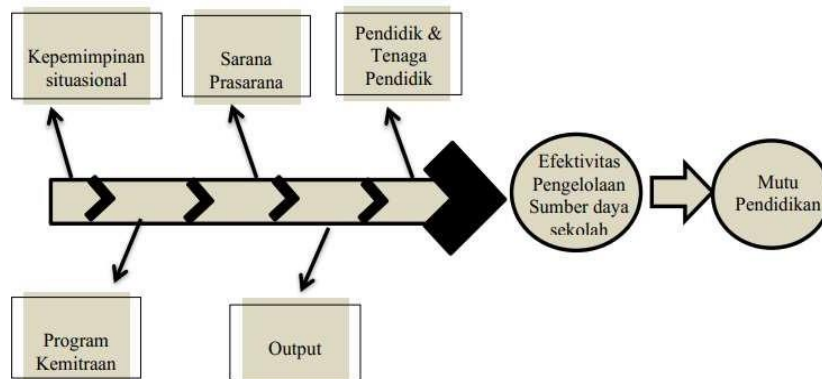 Kepemimpinan
situasional
Sarana
Prasarana
Pendidik &
Tenaga
Pendidik
Efektivitas
Pengelolaan
Sumber daya
sekolah
Mutu
Pendidikan
Program
Kemitraan
Output